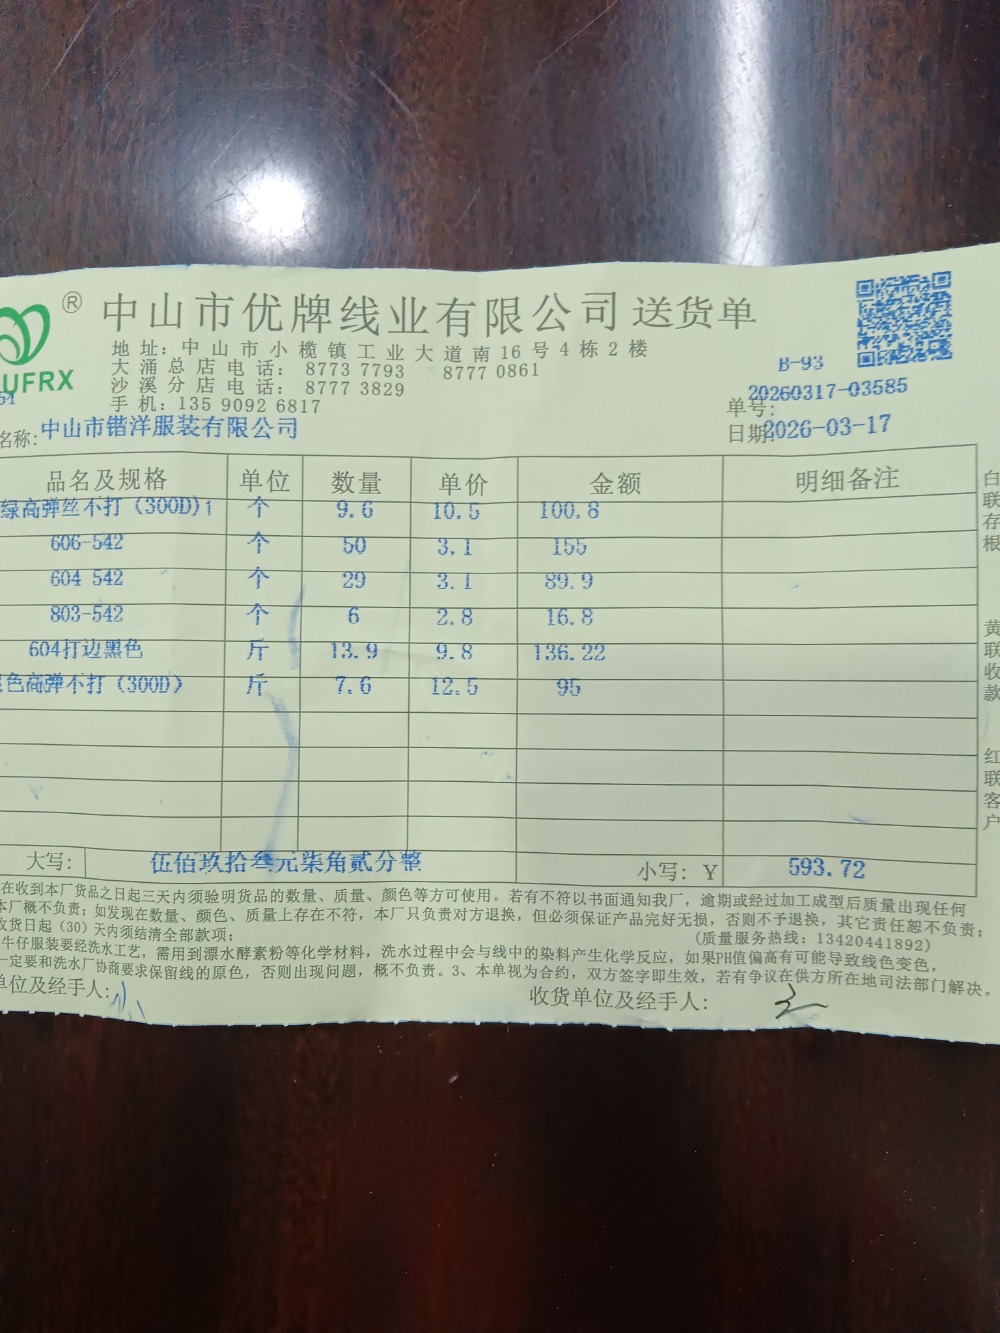 ®
UFRX
中山市优牌线业有限公司 送货单
地 址：中山市小榄镇工业大道南16号4栋2楼
大涌总店电话： 8773 7793 8777 0861
沙溪分店电话： 8777 3829
手机：135 9092 6817
B-93
单号：20260317-03585
名称：中山市锴洋服装有限公司
日期：2026-03-17
品名及规格 单位 数量 单价 金额 明细备注
绿高弹丝不打（300D) 个 9.6 10.5 100.8
606-542 个 50 3.1 155
604 542 个 29 3.1 89.9
803-542 个 6 2.8 16.8
604打边黑色 斤 13.9 9.8 136.22
色高弹不打（300D） 斤 7.6 12.5 95
大写： 伍佰玖拾叁元柒角贰分整 小写：Y 593.72
在收到本厂货品之日起三天内须验明货品的数量、质量、颜色等方可使用。若有不符以书面通知我厂，逾期或经过加工成型后质量出现任何
本厂概不负责；如发现在数量、颜色、质量上存在不符，本厂只负责对方退换，但必须保证产品完好无损，否则不予退换，其它责任恕不负责；
收货日起（30）天内须结清全部款项； (质量服务热线：13420441892)
牛仔服装要经洗水工艺，需用到漂水酵素粉等化学材料，洗水过程中会与线中的染料产生化学反应，如果PH值偏高有可能导致线色变色，
一定要和洗水厂协商要求保留线的原色，否则出现问题，概不负责。3、本单视为合约，双方签字即生效，若有争议在供方所在地司法部门解决。
单位及经手人： 收货单位及经手人：
白联存根
黄联收款
红联客户